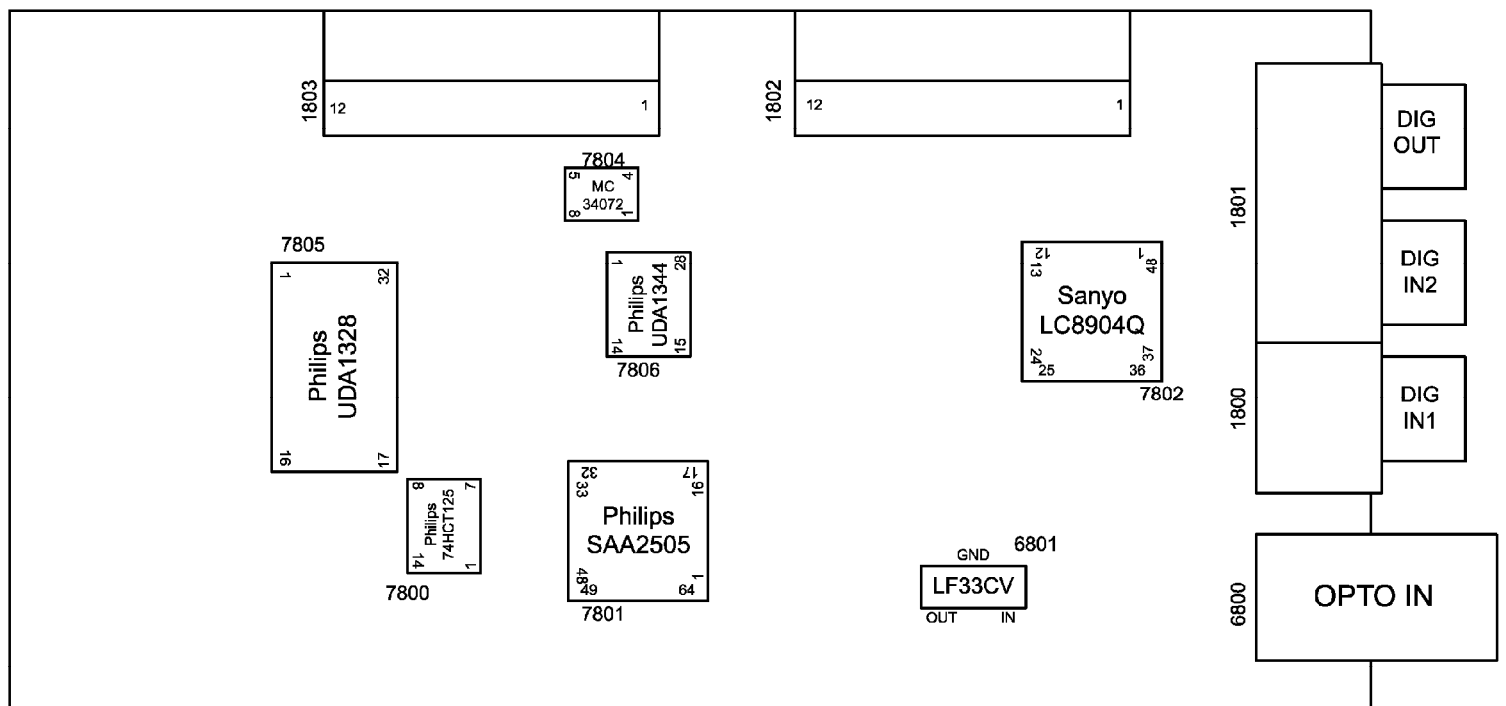 1803
12
1
1802
12
1
DIG
OUT
1801
DIG
IN2
1800
DIG
IN1
7804
5
4
MC
34072
8
1
7805
1
32
Philips
UDA1328
16
17
1
28
Philips
UDA1344
14
15
7806
12
1
13
48
Sanyo
LC8904Q
24
37
25
36
7802
8
7
Philips
74HCT125
14
1
7800
32
17
33
16
Philips
SAA2505
48
1
49
64
7801
GND
6801
LF33CV
OUT
IN
6800
OPTO IN